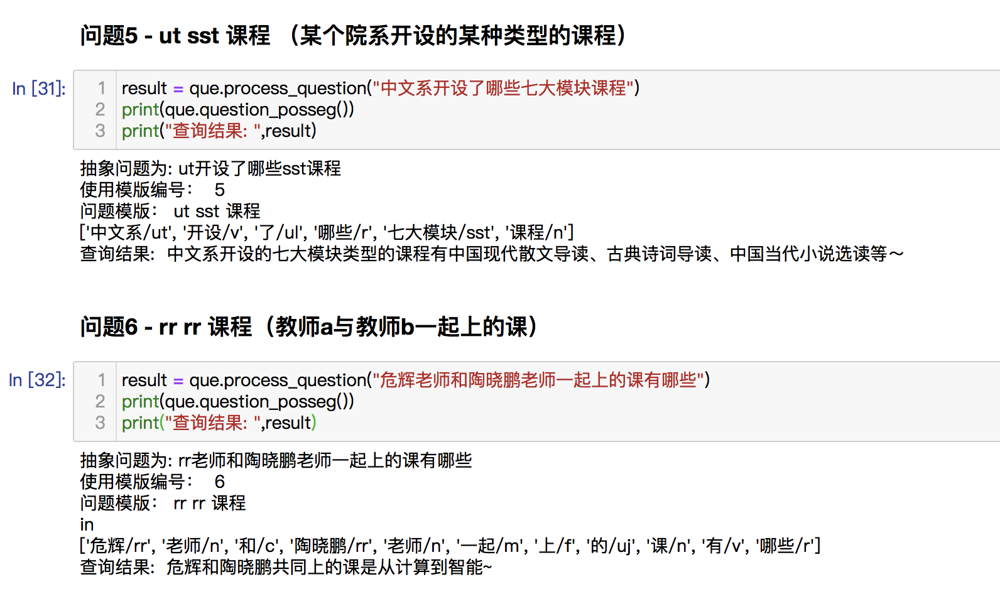 问题5 - ut sst 课程 （某个院系开设的某种类型的课程）
In [31]:
1 result = que.process_question("中文系开设了哪些七大模块课程")
2 print(que.question_posseg())
3 print("查询结果: ",result)
抽象问题为: ut开设了哪些sst课程
使用模版编号： 5
问题模版： ut sst 课程
['中文系/ut', '开设/v', '了/ul', '哪些/r', '七大模块/sst', '课程/n']
查询结果: 中文系开设的七大模块类型的课程有中国现代散文导读、古典诗词导读、中国当代小说选读等～
问题6 - rr rr 课程（教师a与教师b一起上的课）
In [32]:
1 result = que.process_question("危辉老师和陶晓鹏老师一起上的课有哪些")
2 print(que.question_posseg())
3 print("查询结果: ",result)
抽象问题为: rr老师和陶晓鹏老师一起上的课有哪些
使用模版编号： 6
问题模版： rr rr 课程
in
['危辉/rr', '老师/n', '和/c', '陶晓鹏/rr', '老师/n', '一起/m', '上/f', '的/uj', '课/n', '有/v', '哪些/r']
查询结果: 危辉和陶晓鹏共同上的课是从计算到智能~